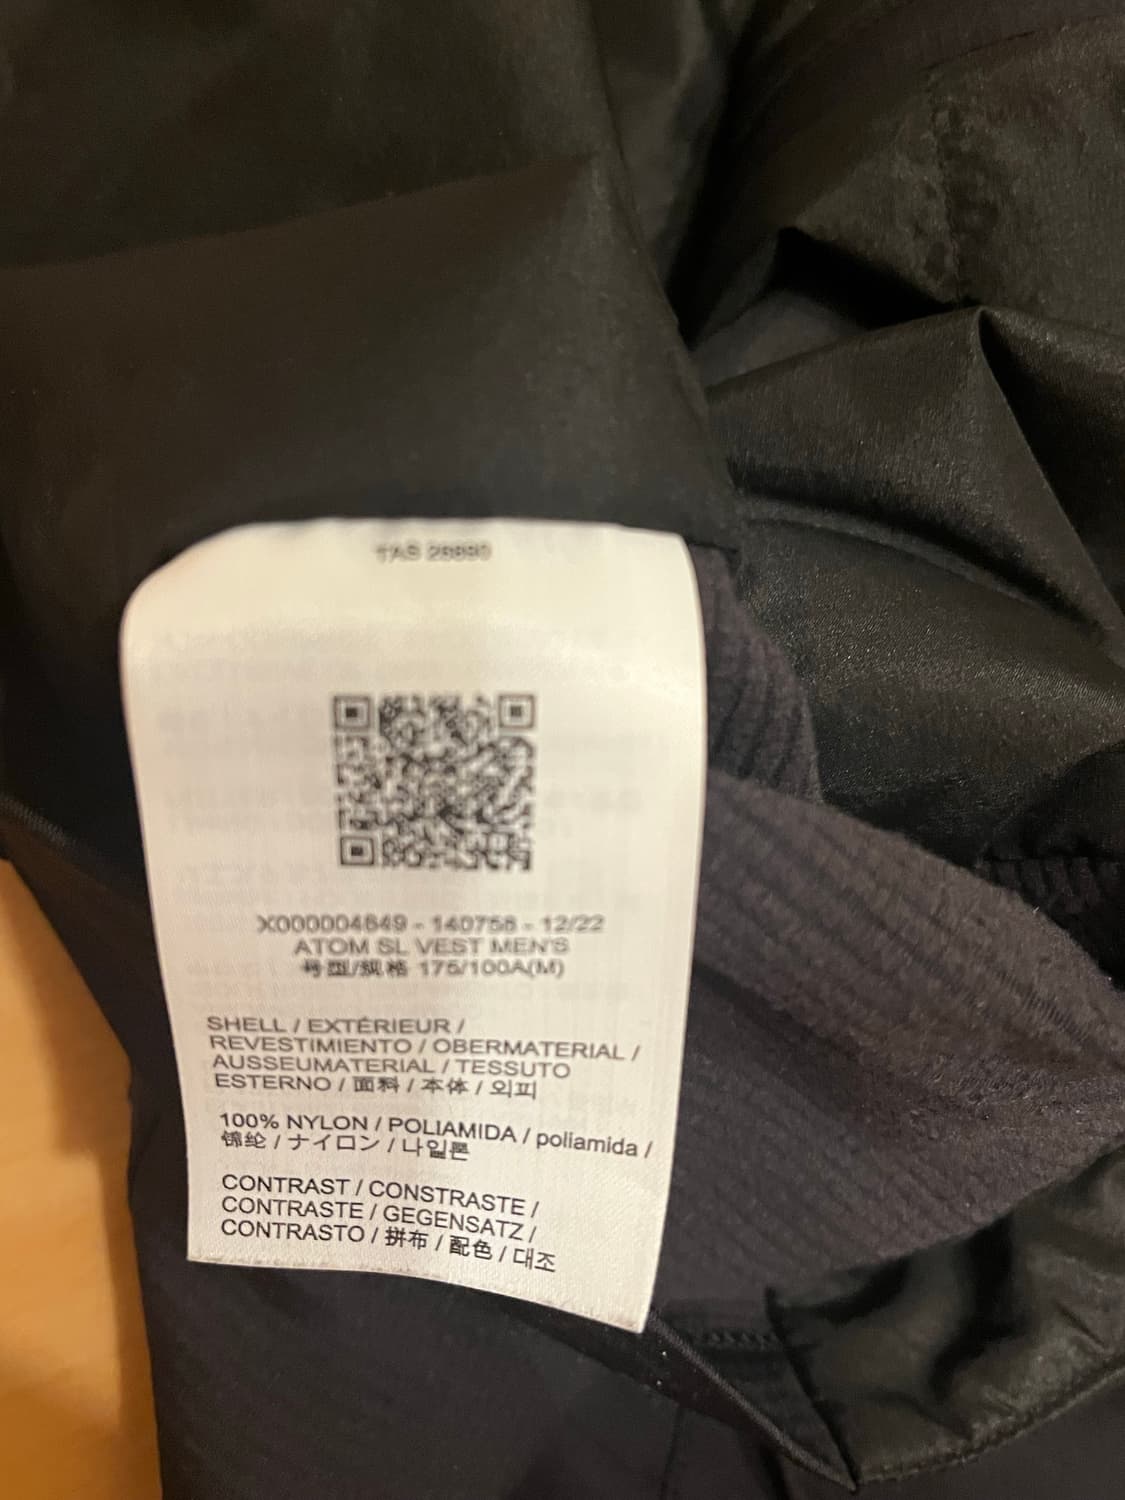 X000004649 - 140758 - 12/22
ATOM SL VEST MEN'S
号型/规格 175/100A(M)
SHELL / EXTÉRIEUR /
REVESTIMIENTO / OBERMATERIAL /
AUSSEUMATERIAL / TESSUTO
ESTERNO / 面料 / 本体 / 외피
100% NYLON / POLIAMIDA / poliamida /
锦纶 / ナイロン / 나일론
CONTRAST / CONSTRASTE /
CONTRASTE / GEGENSATZ /
CONTRASTO / 拼布 / 配色 / 대조